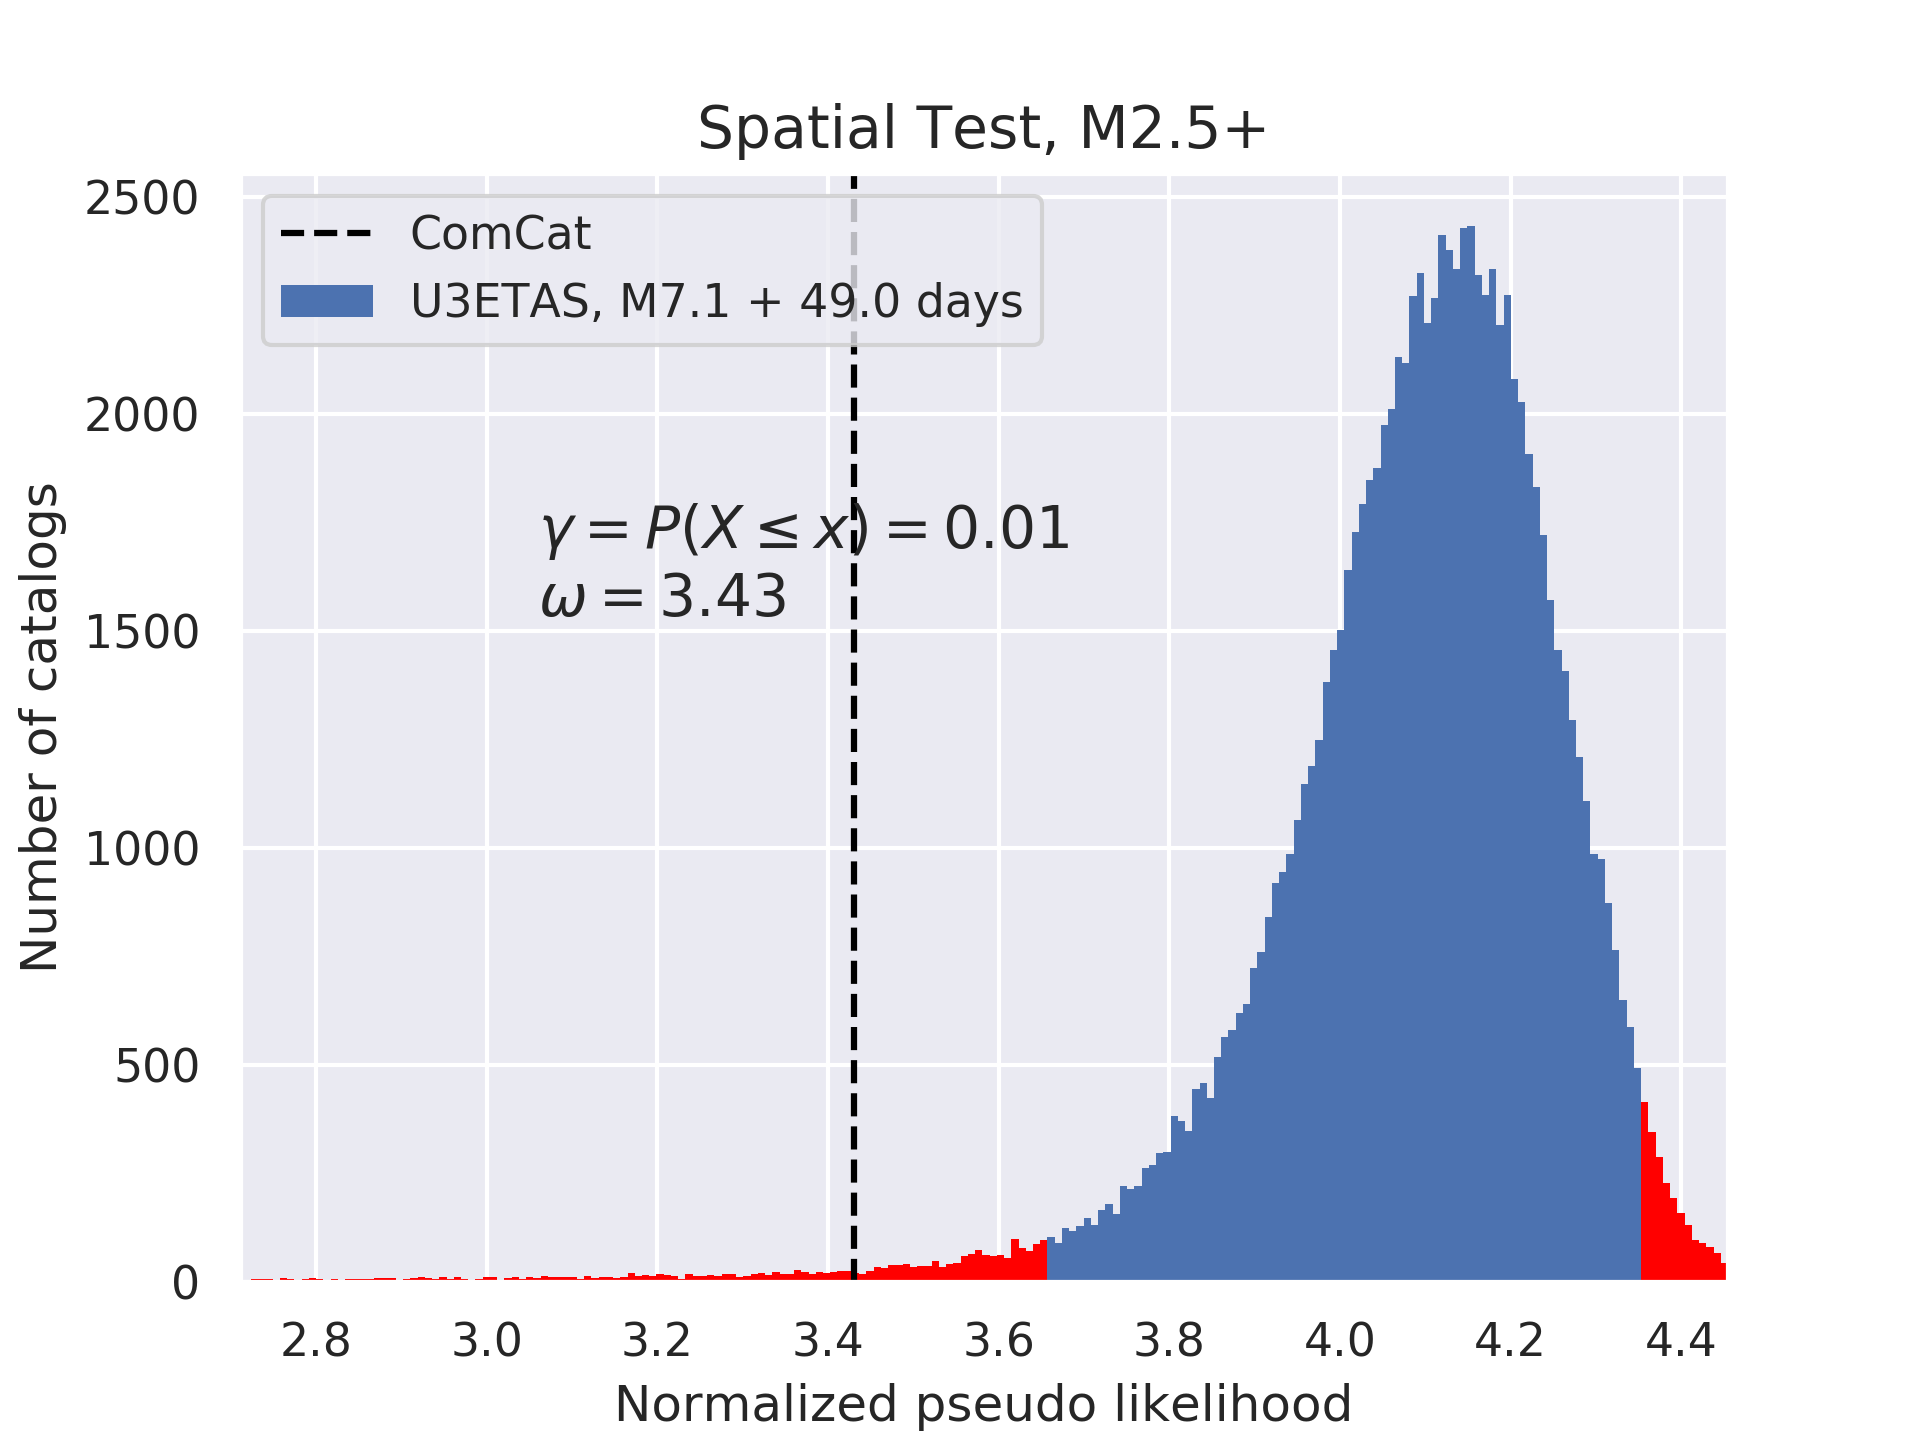 Spatial Test, M2.5+
ComCat
U3ETAS, M7.1 + 49.0 days
γ = P(X ≤ x) = 0.01
ω = 3.43
Number of catalogs
2500
2000
1500
1000
500
0
2.8 3.0 3.2 3.4 3.6 3.8 4.0 4.2 4.4
Normalized pseudo likelihood